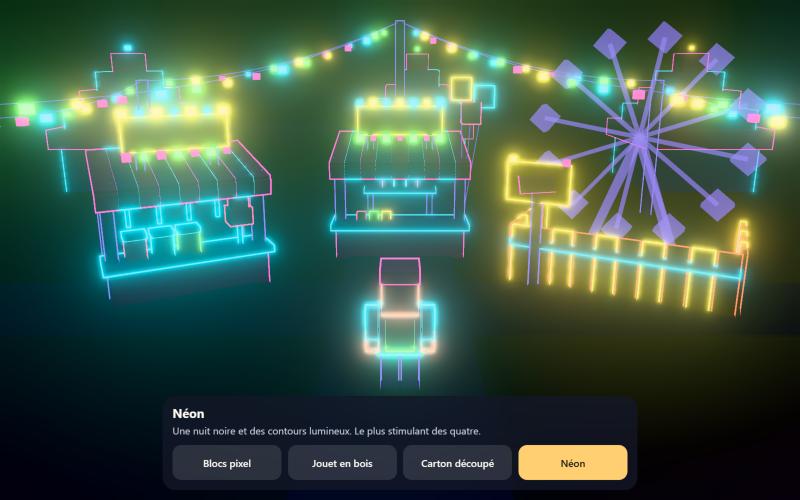 Néon
Une nuit noire et des contours lumineux. Le plus stimulant des quatre.
Blocs pixel
Jouet en bois
Carton découpé
Néon